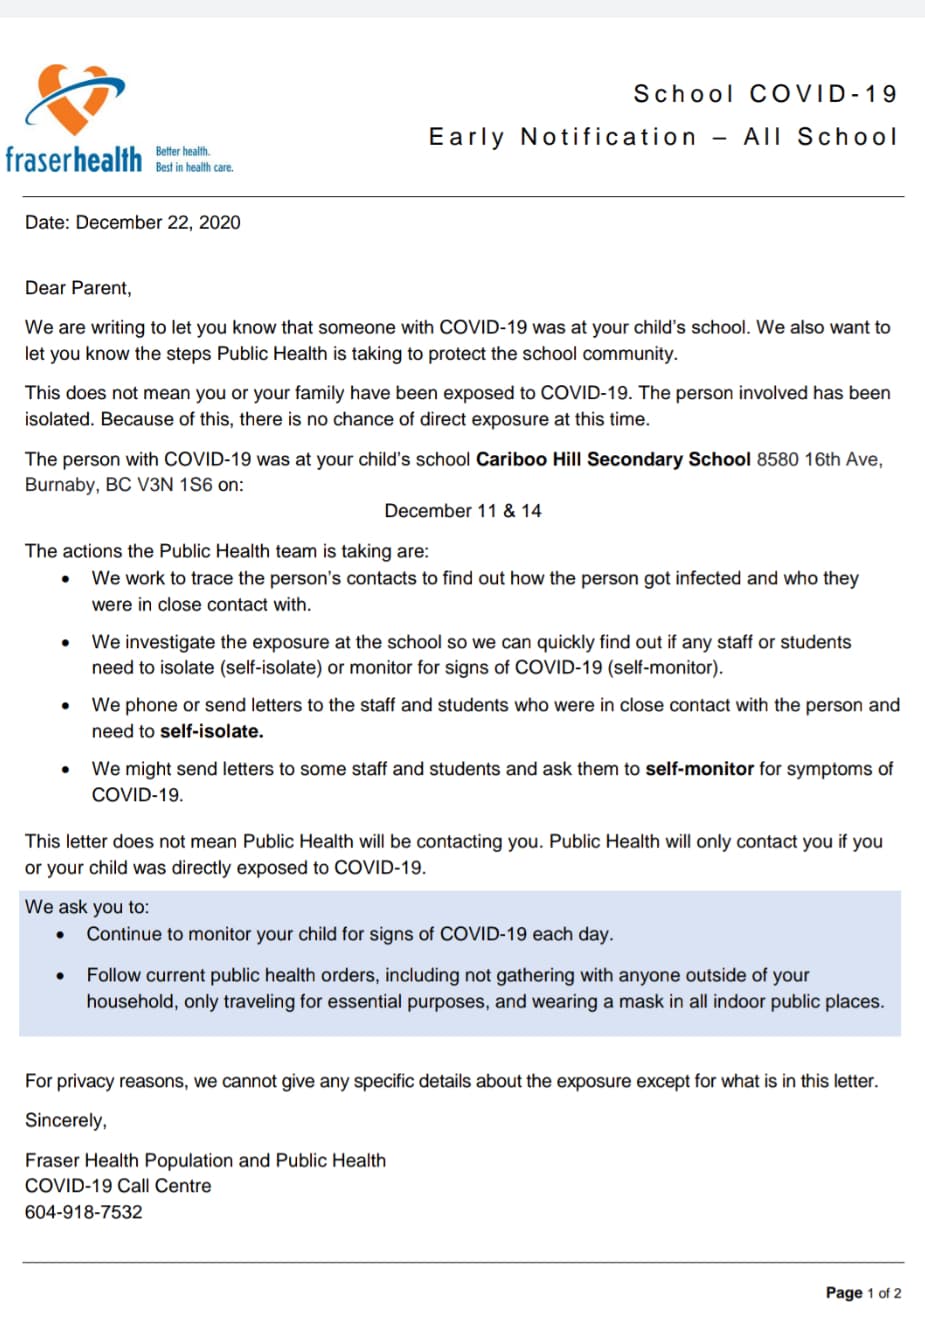 fraserhealth
Better health.
Best in health care.
School COVID-19
Early Notification – All School
Date: December 22, 2020
Dear Parent,
We are writing to let you know that someone with COVID-19 was at your child's school. We also want to
let you know the steps Public Health is taking to protect the school community.
This does not mean you or your family have been exposed to COVID-19. The person involved has been
isolated. Because of this, there is no chance of direct exposure at this time.
The person with COVID-19 was at your child's school Cariboo Hill Secondary School 8580 16th Ave,
Burnaby, BC V3N 1S6 on:
December 11 & 14
The actions the Public Health team is taking are:
• We work to trace the person's contacts to find out how the person got infected and who they
were in close contact with.
• We investigate the exposure at the school so we can quickly find out if any staff or students
need to isolate (self-isolate) or monitor for signs of COVID-19 (self-monitor).
• We phone or send letters to the staff and students who were in close contact with the person and
need to self-isolate.
• We might send letters to some staff and students and ask them to self-monitor for symptoms of
COVID-19.
This letter does not mean Public Health will be contacting you. Public Health will only contact you if you
or your child was directly exposed to COVID-19.
We ask you to:
• Continue to monitor your child for signs of COVID-19 each day.
• Follow current public health orders, including not gathering with anyone outside of your
household, only traveling for essential purposes, and wearing a mask in all indoor public places.
For privacy reasons, we cannot give any specific details about the exposure except for what is in this letter.
Sincerely,
Fraser Health Population and Public Health
COVID-19 Call Centre
604-918-7532
Page 1 of 2